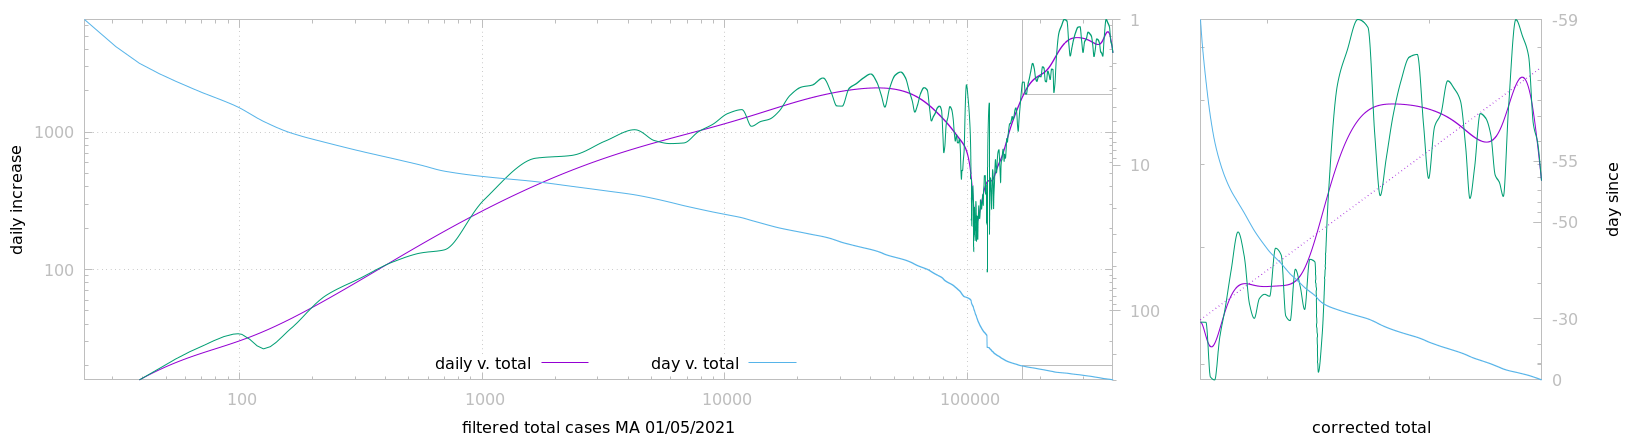 daily increase
1000
100
100
1000
10000
100000
filtered total cases MA 01/05/2021
daily v. total
day v. total
1
10
100
-59
-55
-50
-30
0
day since
corrected total